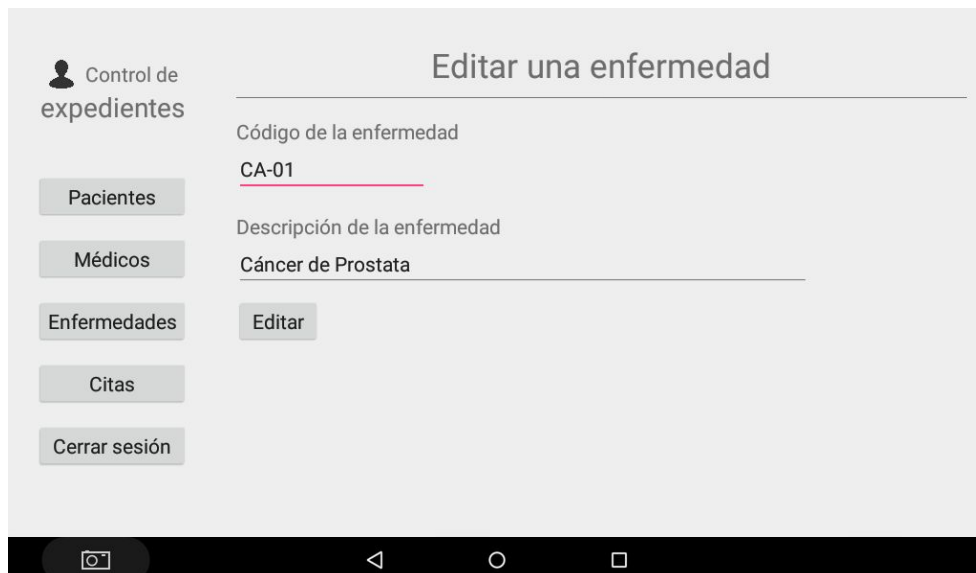 Control de
expedientes
Pacientes
Médicos
Enfermedades
Citas
Cerrar sesión
Editar una enfermedad
Código de la enfermedad
CA-01
Descripción de la enfermedad
Cáncer de Prostata
Editar